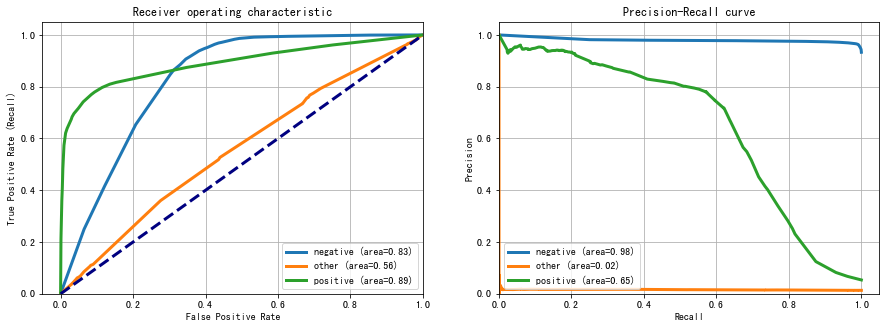 Receiver operating characteristic
1.0
0.8
0.6
0.4
0.2
0.0
True Positive Rate (Recall)
negative (area=0.83)
other (area=0.56)
positive (area=0.89)
0.0 0.2 0.4 0.6 0.8 1.0
False Positive Rate
Precision-Recall curve
1.0
0.8
0.6
0.4
0.2
0.0
Precision
negative (area=0.98)
other (area=0.02)
positive (area=0.65)
0.0 0.2 0.4 0.6 0.8 1.0
Recall